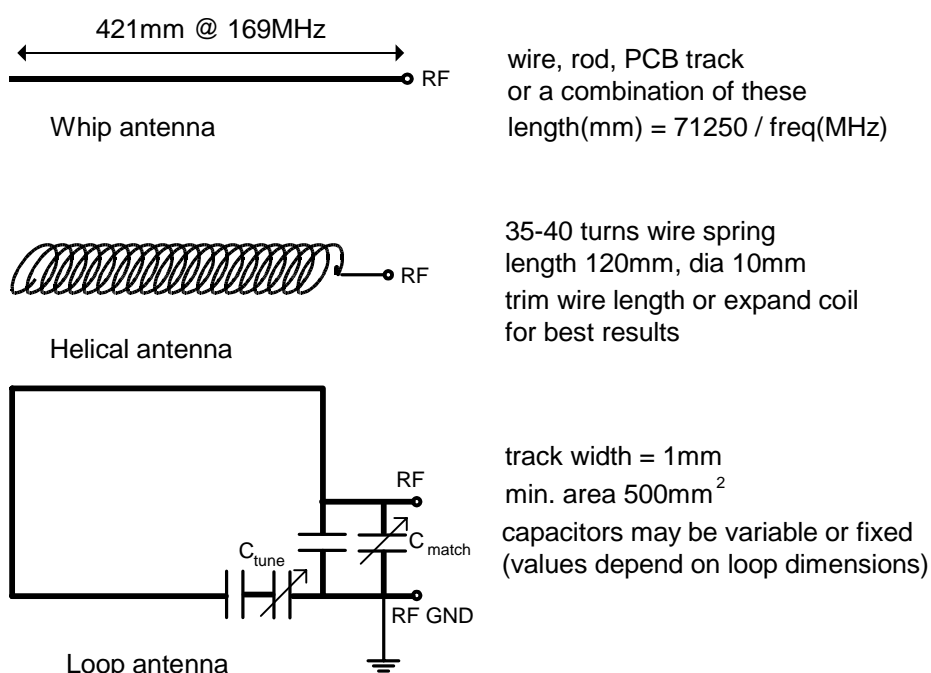 421mm @ 169MHz
RF
Whip antenna
wire, rod, PCB track
or a combination of these
length(mm) = 71250 / freq(MHz)
RF
Helical antenna
35-40 turns wire spring
length 120mm, dia 10mm
trim wire length or expand coil
for best results
RF
C match
C tune
RF GND
Loop antenna
track width = 1mm
min. area 500mm²
capacitors may be variable or fixed
(values depend on loop dimensions)